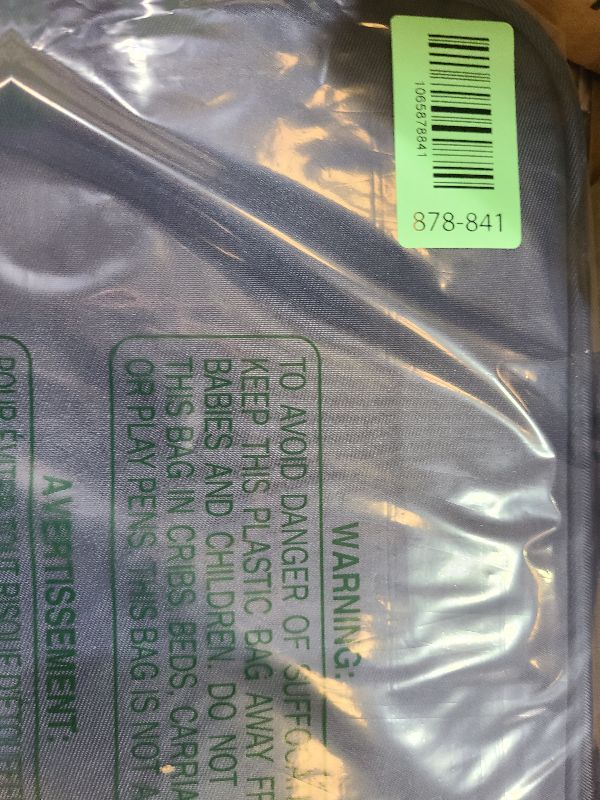 1065878841
878-841
WARNING:
TO AVOID DANGER OF
KEEP THIS PLASTIC BAG AWAY
BABIES AND CHILDREN. DO NOT
THIS BAG IN CRIBS, BEDS,
OR PLAY PENS. THIS BAG IS NOT A
AVERTISSEMENT: